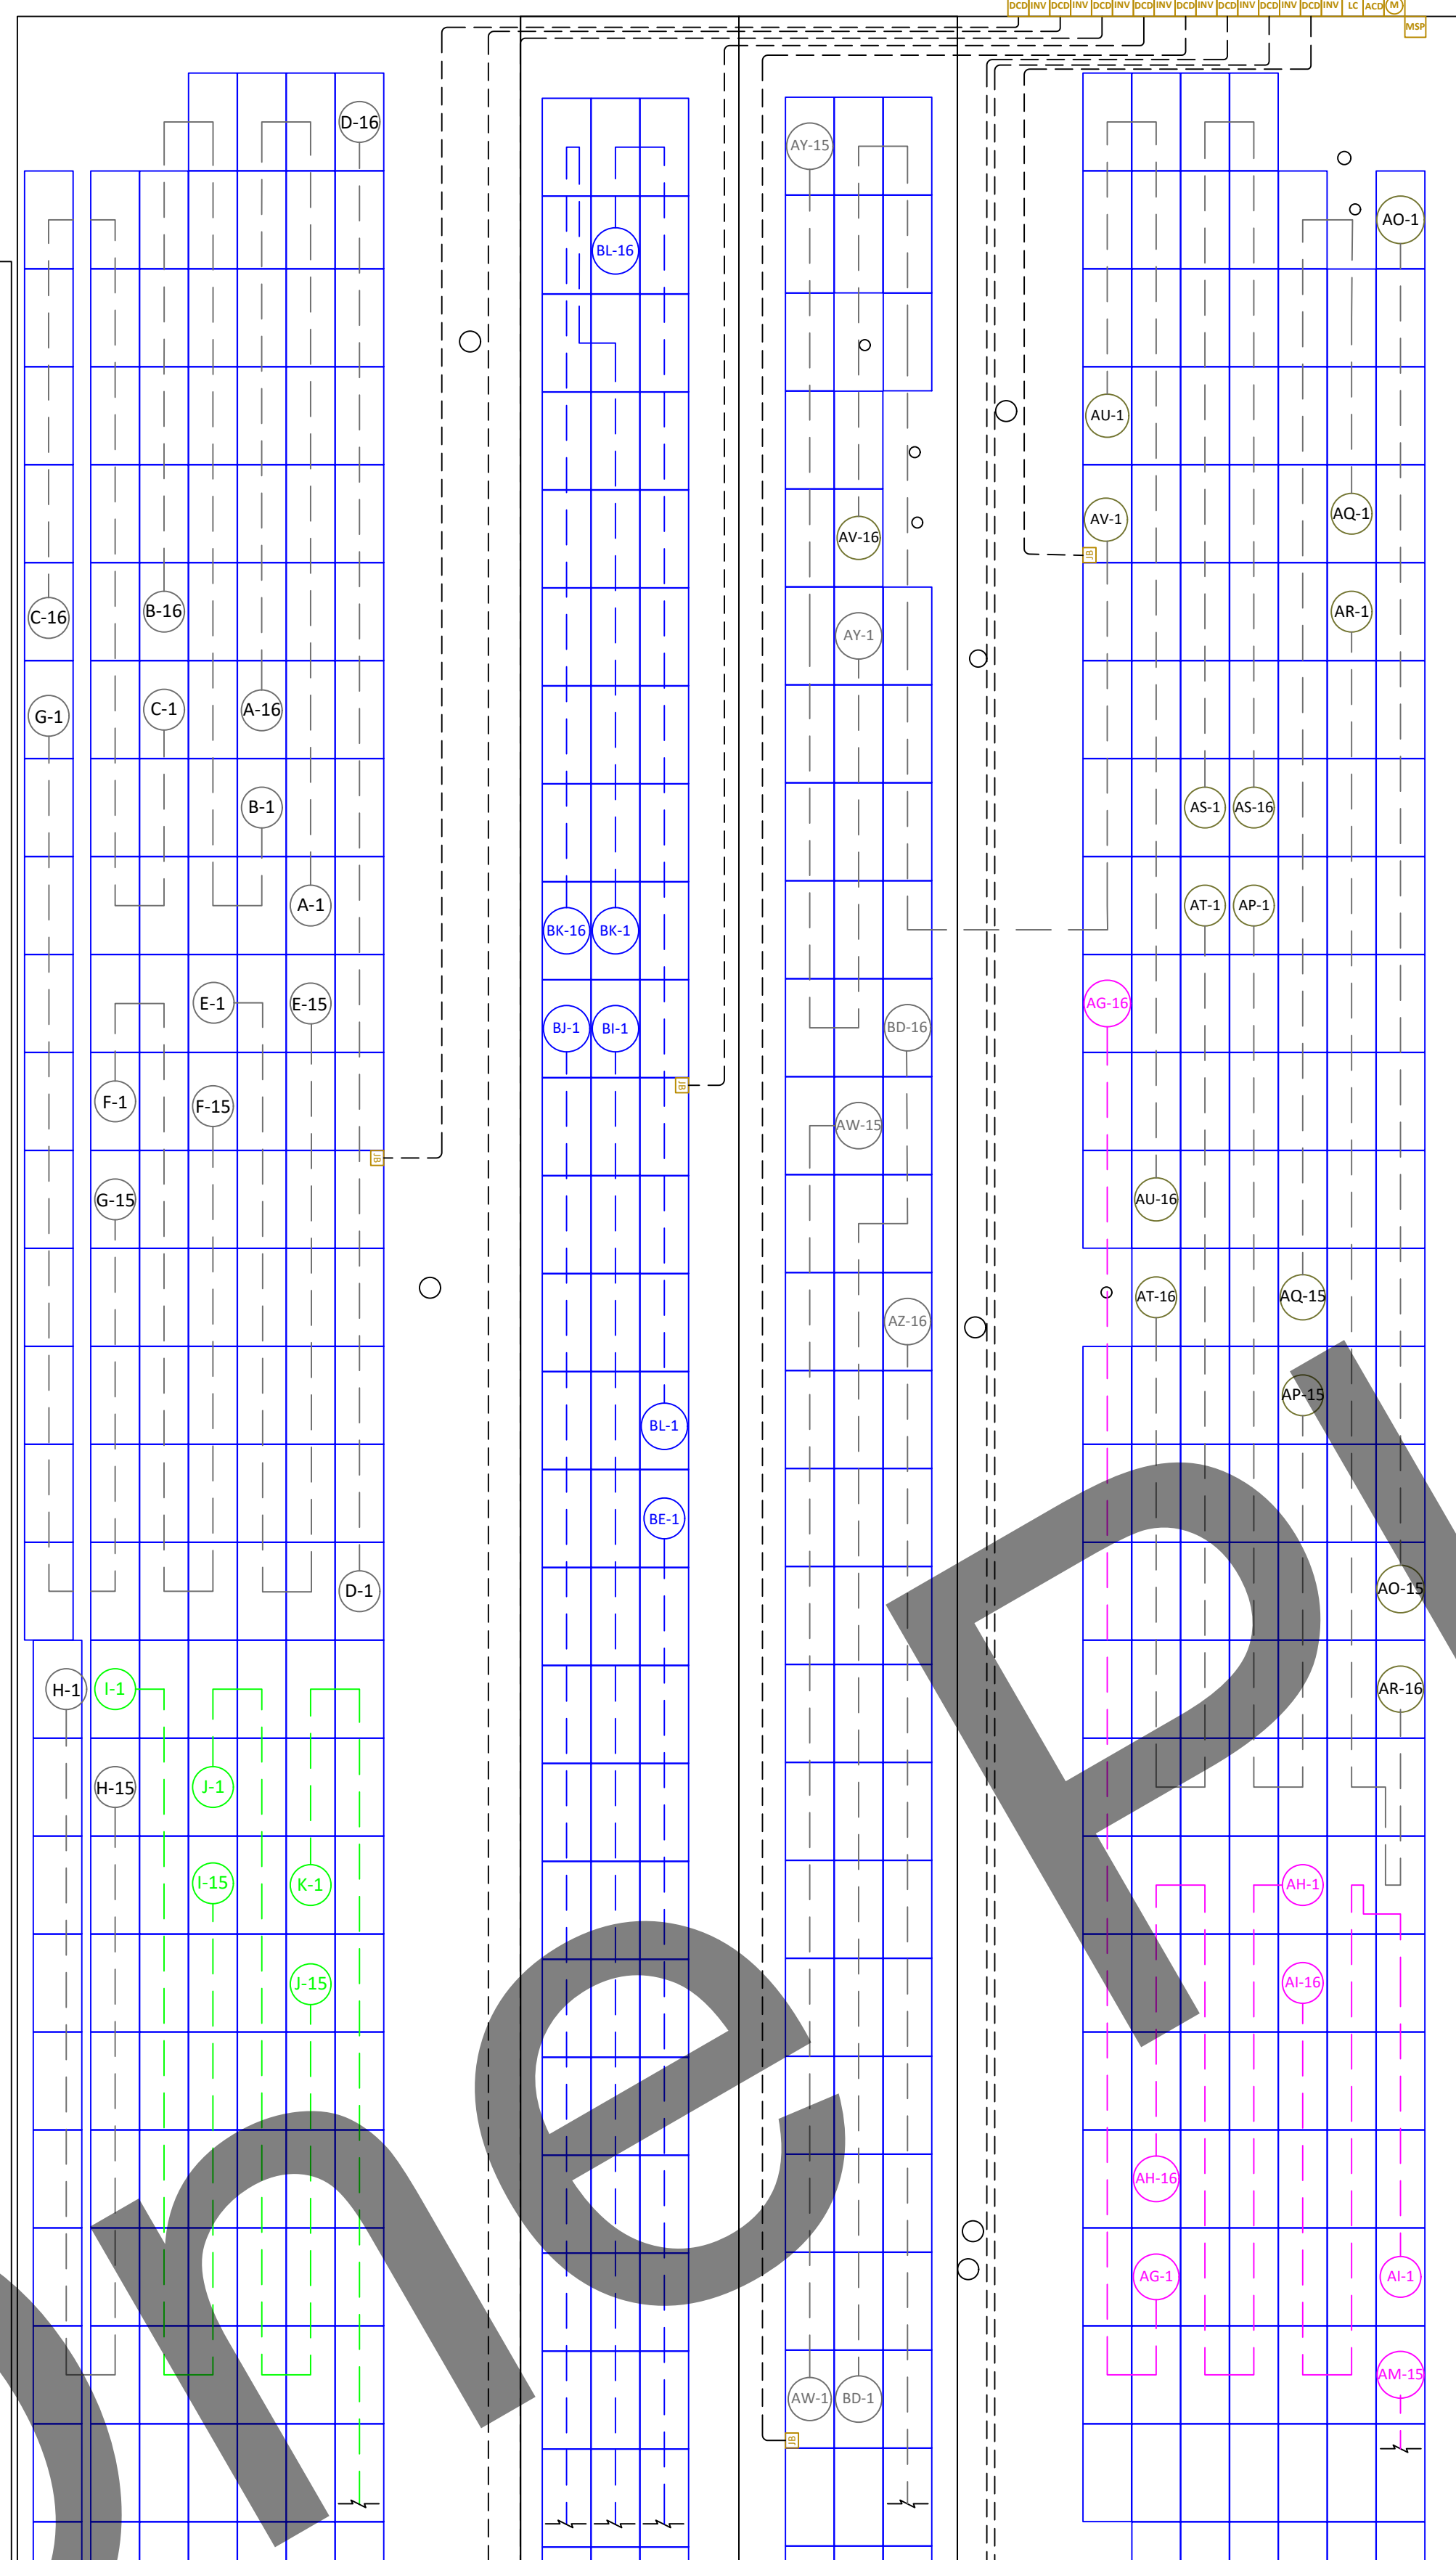 DCD INV DCD INV DCD INV DCD INV DCD INV DCD INV DCD INV DCD INV LC ACD M
MSP
D-16
AY-15
AO-1
BL-16
AU-1
AV-1
AQ-1
AV-16
JB
C-16
B-16
AR-1
AY-1
G-1
C-1
A-16
B-1
AS-1
AS-16
A-1
AT-1
AP-1
BK-16
BK-1
E-1
E-15
AG-16
BJ-1
BI-1
BD-16
JB
F-1
F-15
AW-15
JB
G-15
AU-16
AT-16
AQ-15
AZ-16
AP-15
BL-1
BE-1
D-1
AO-15
H-1
I-1
AR-16
H-15
J-1
I-15
K-1
AH-1
J-15
AI-16
AH-16
AG-1
AI-1
AM-15
AW-1
BD-1
JB
ne Pl